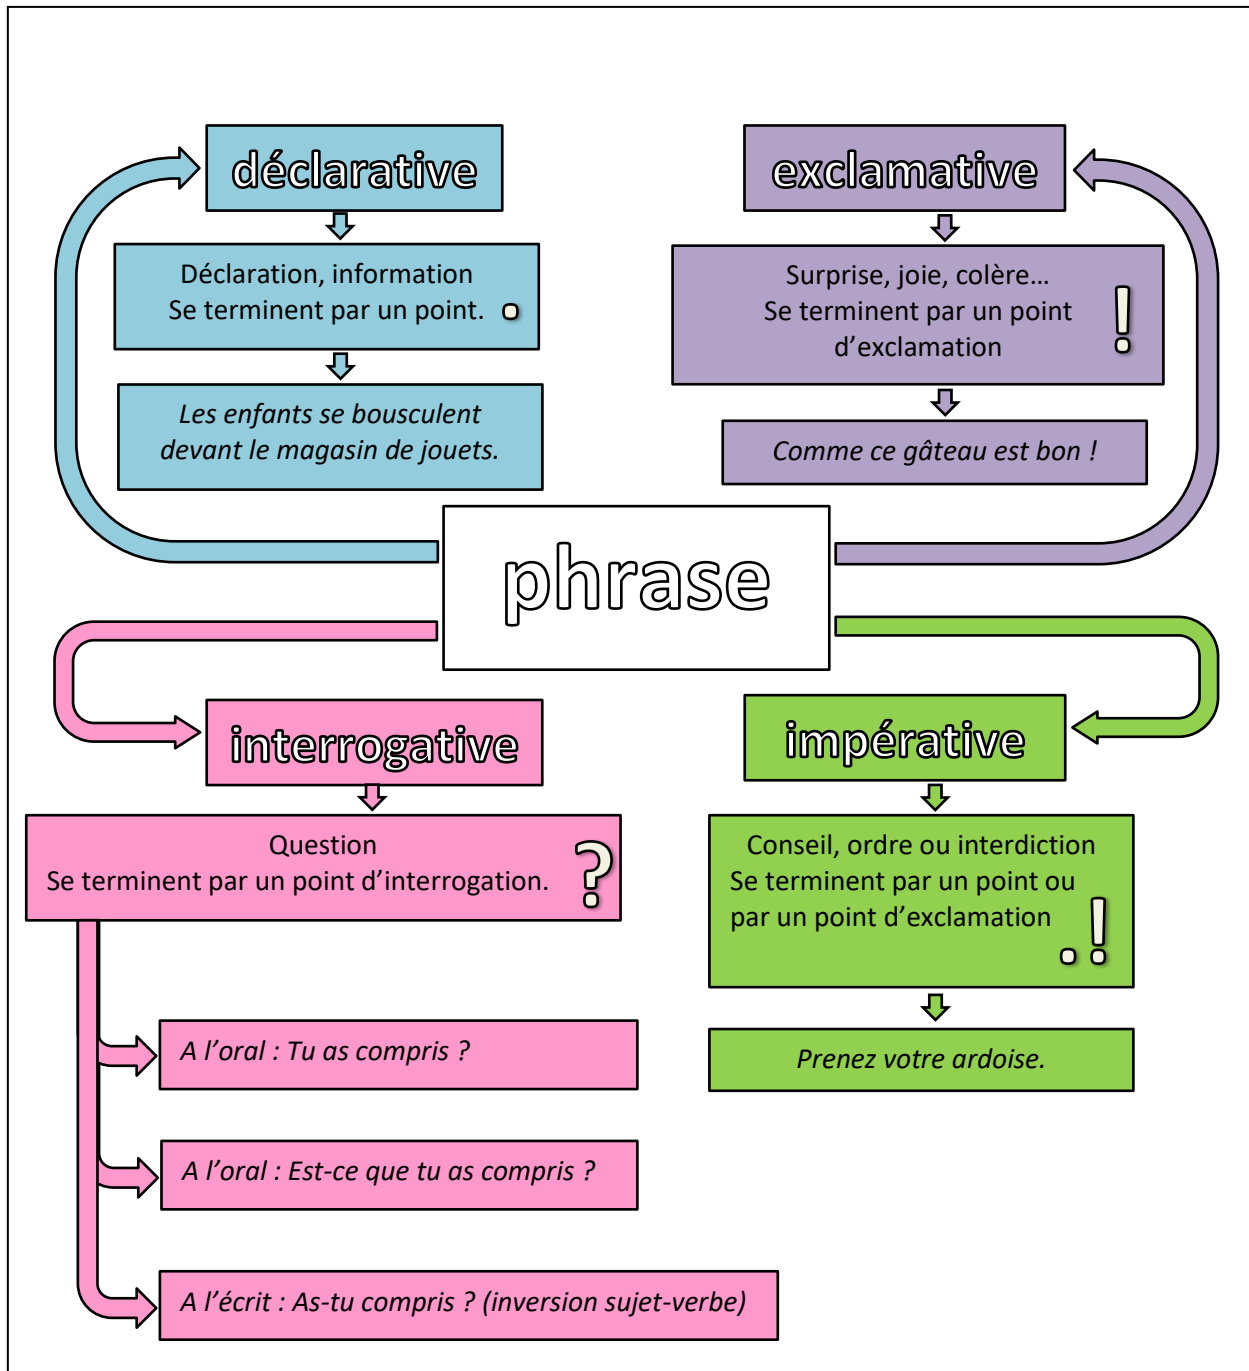 déclarative
Déclaration, information
Se terminent par un point. .
Les enfants se bousculent
devant le magasin de jouets.
exclamative
Surprise, joie, colère…
Se terminent par un point
d’exclamation
!
Comme ce gâteau est bon !
phrase
interrogative
Question
Se terminent par un point d’interrogation.
?
A l’oral : Tu as compris ?
A l’oral : Est-ce que tu as compris ?
A l’écrit : As-tu compris ? (inversion sujet-verbe)
impérative
Conseil, ordre ou interdiction
Se terminent par un point ou
par un point d’exclamation
.!
Prenez votre ardoise.